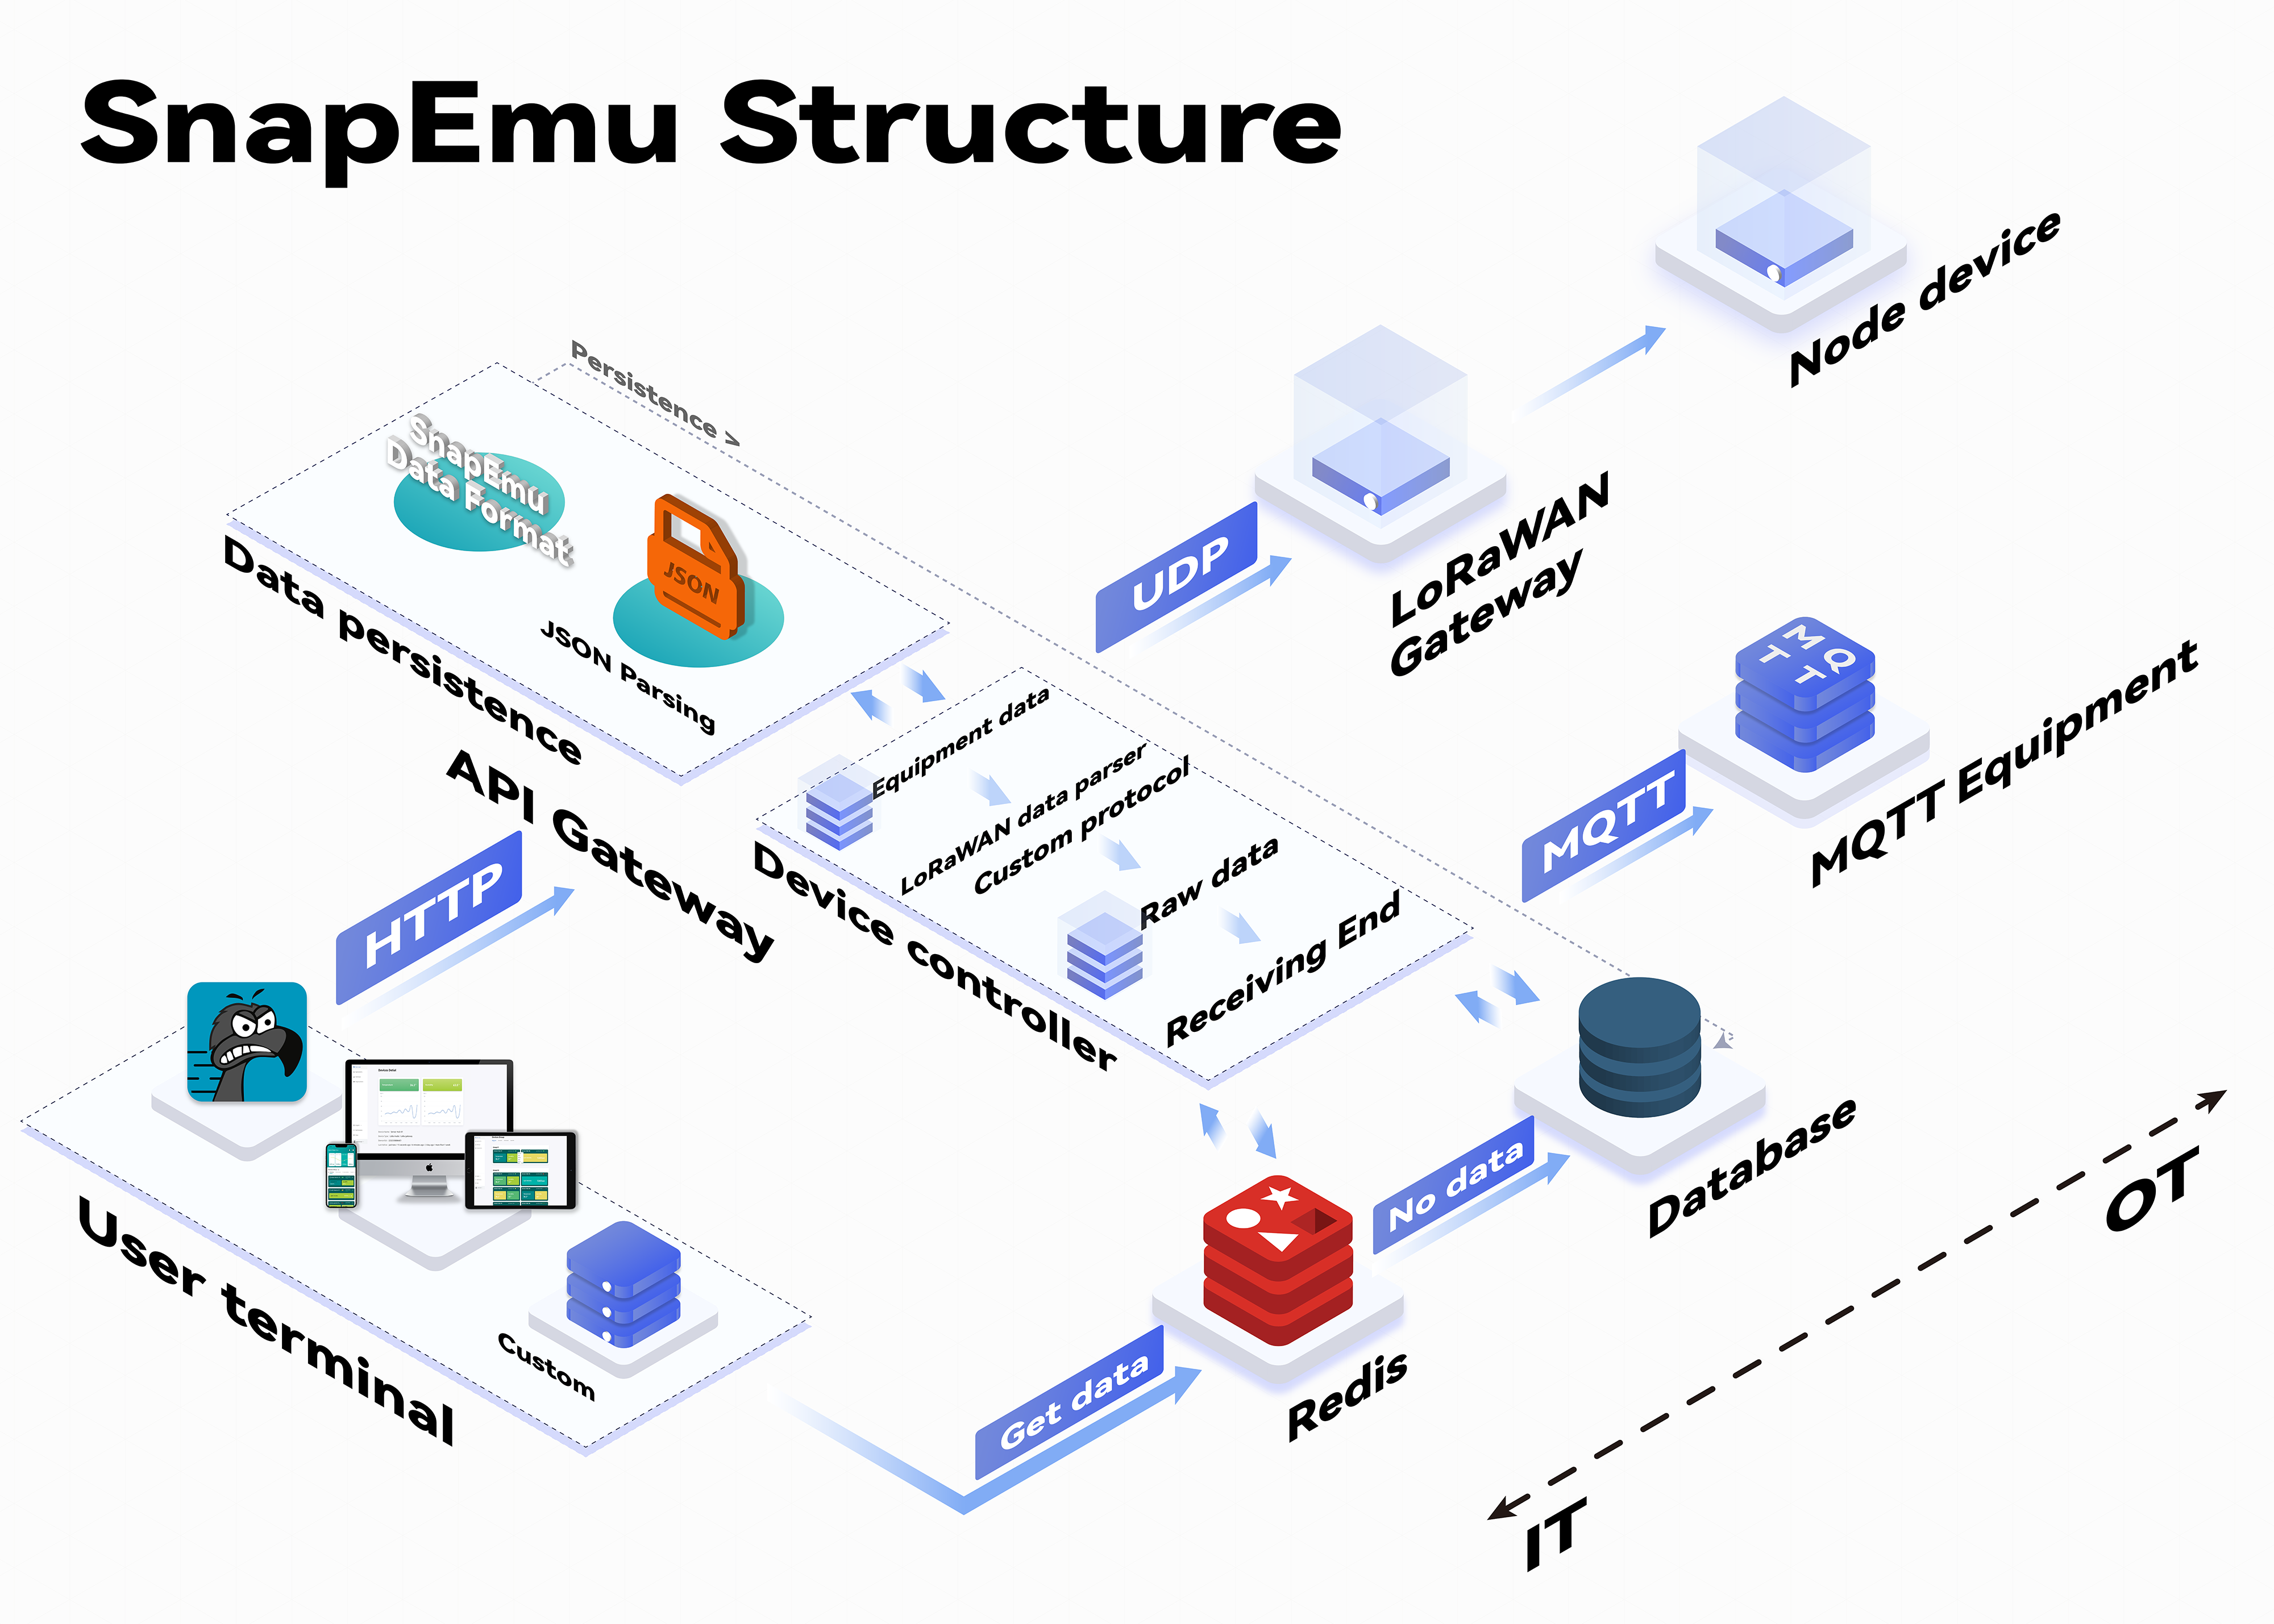 SnapEmu Structure
Node device
Persistence >
SnapEmu
Data Format
JSON
JSON Parsing
Data persistence
UDP
LoRaWAN
Gateway
API Gateway
Equipment data
LoRaWAN data parser
Custom protocol
Raw data
Receiving End
Device controller
M
Q
T
T
MQTT
MQTT Equipment
HTTP
User terminal
Custom
Database
No data
Get data
Redis
OT
IT